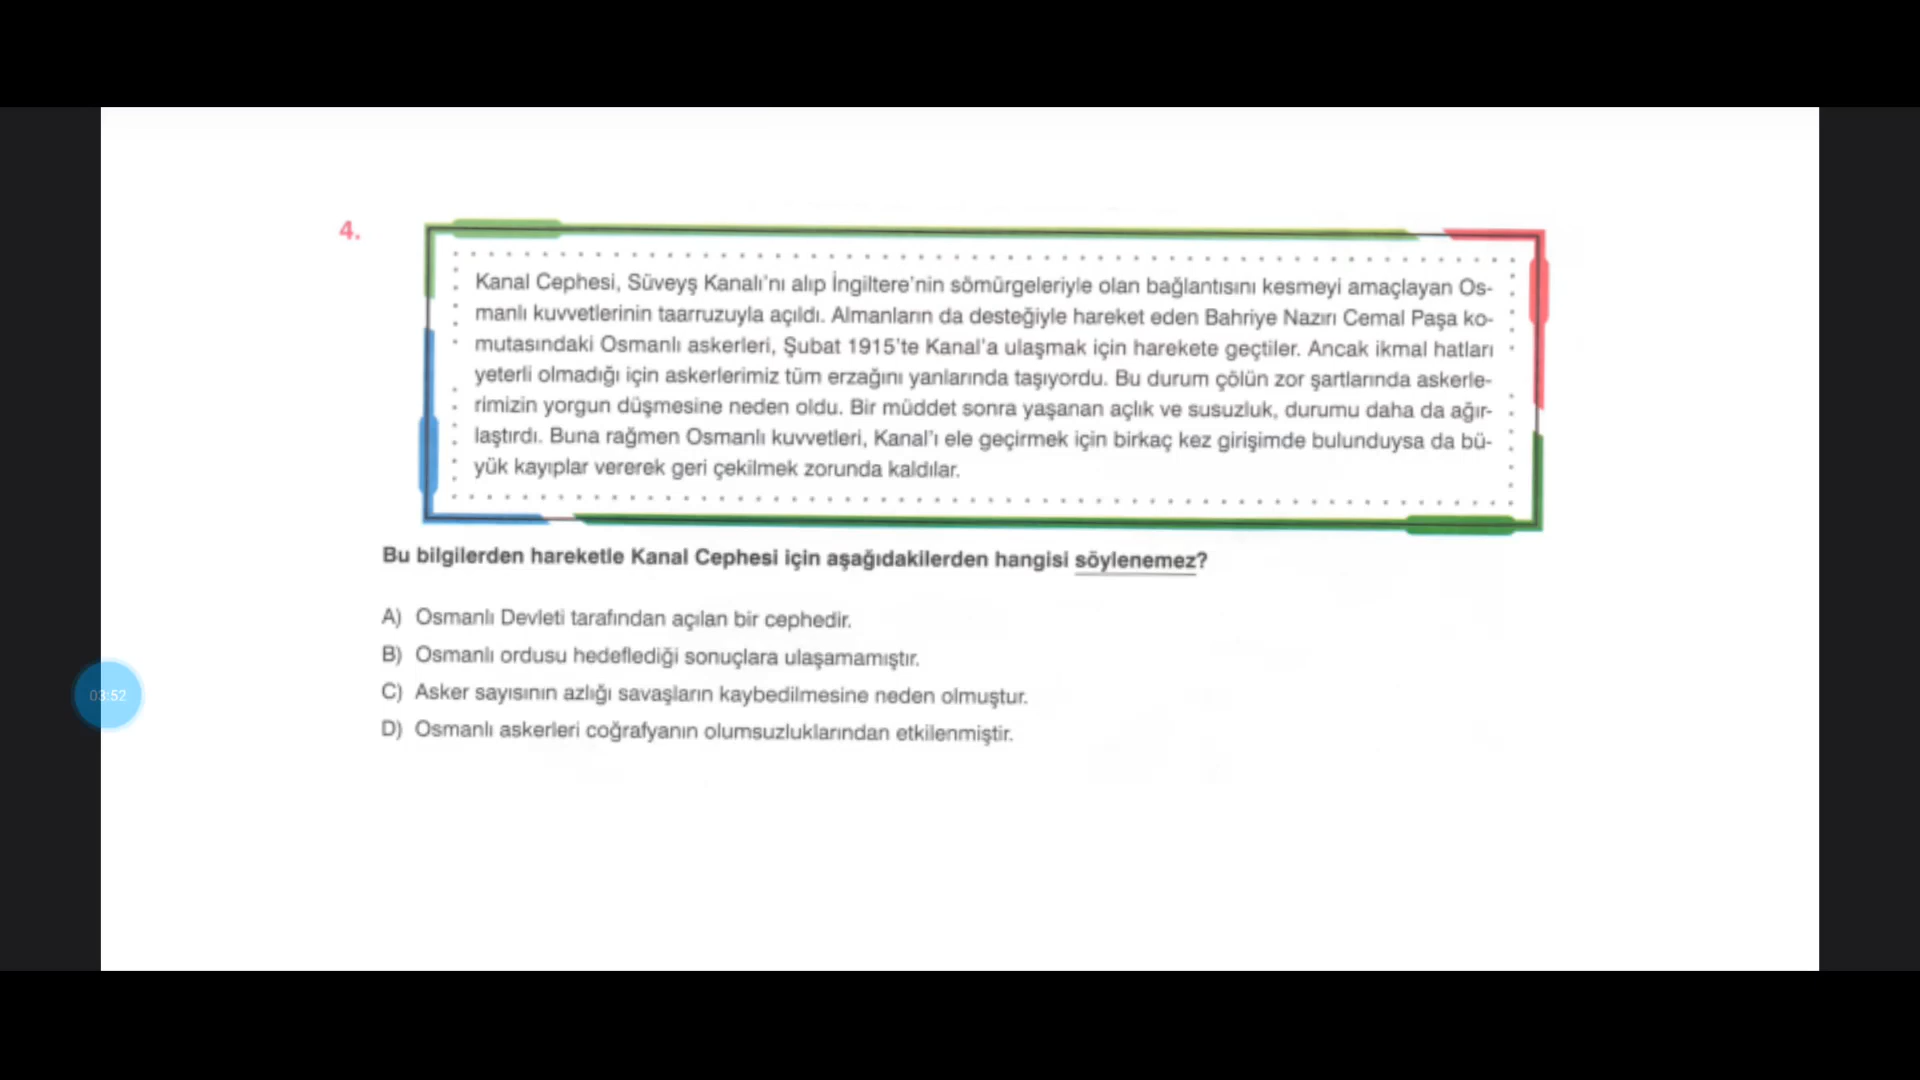 4.
Kanal Cephesi, Süveyş Kanalı'nı alıp İngiltere'nin sömürgeleriyle olan bağlantısını kesmeyi amaçlayan Os-
manlı kuvvetlerinin taarruzuyla açıldı. Almanların da desteğiyle hareket eden Bahriye Nazırı Cemal Paşa ko-
mutasındaki Osmanlı askerleri, Şubat 1915'te Kanal'a ulaşmak için harekete geçtiler. Ancak ikmal hatları
yeterli olmadığı için askerlerimiz tüm erzağını yanlarında taşıyordu. Bu durum çölün zor şartlarında askerle-
rimizin yorgun düşmesine neden oldu. Bir müddet sonra yaşanan açlık ve susuzluk, durumu daha da ağır-
laştırdı. Buna rağmen Osmanlı kuvvetleri, Kanal'ı ele geçirmek için birkaç kez girişimde bulunduysa da bü-
yük kayıplar vererek geri çekilmek zorunda kaldılar.
Bu bilgilerden hareketle Kanal Cephesi için aşağıdakilerden hangisi söylenemez?
A) Osmanlı Devleti tarafından açılan bir cephedir.
B) Osmanlı ordusu hedeflediği sonuçlara ulaşamamıştır.
03:52
C) Asker sayısının azlığı savaşların kaybedilmesine neden olmuştur.
D) Osmanlı askerleri coğrafyanın olumsuzluklarından etkilenmiştir.